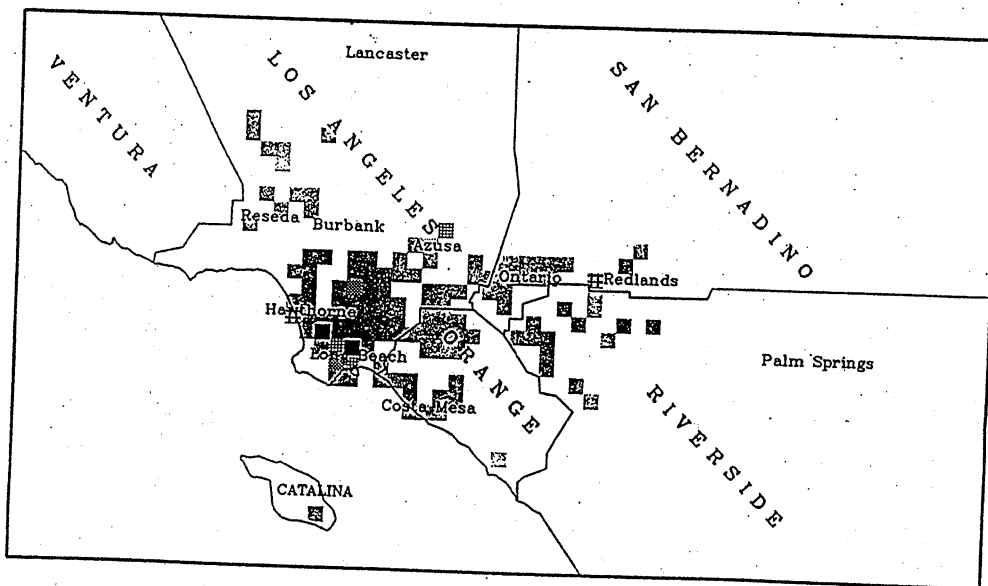 Lancaster
VENTURA
LOS ANGELES
SAN BERNADINO
Reseda
Burbank
Azusa
Ontario
Redlands
Hawthorne
Long Beach
ORANGE
Palm Springs
Costa Mesa
RIVERSIDE
CATALINA